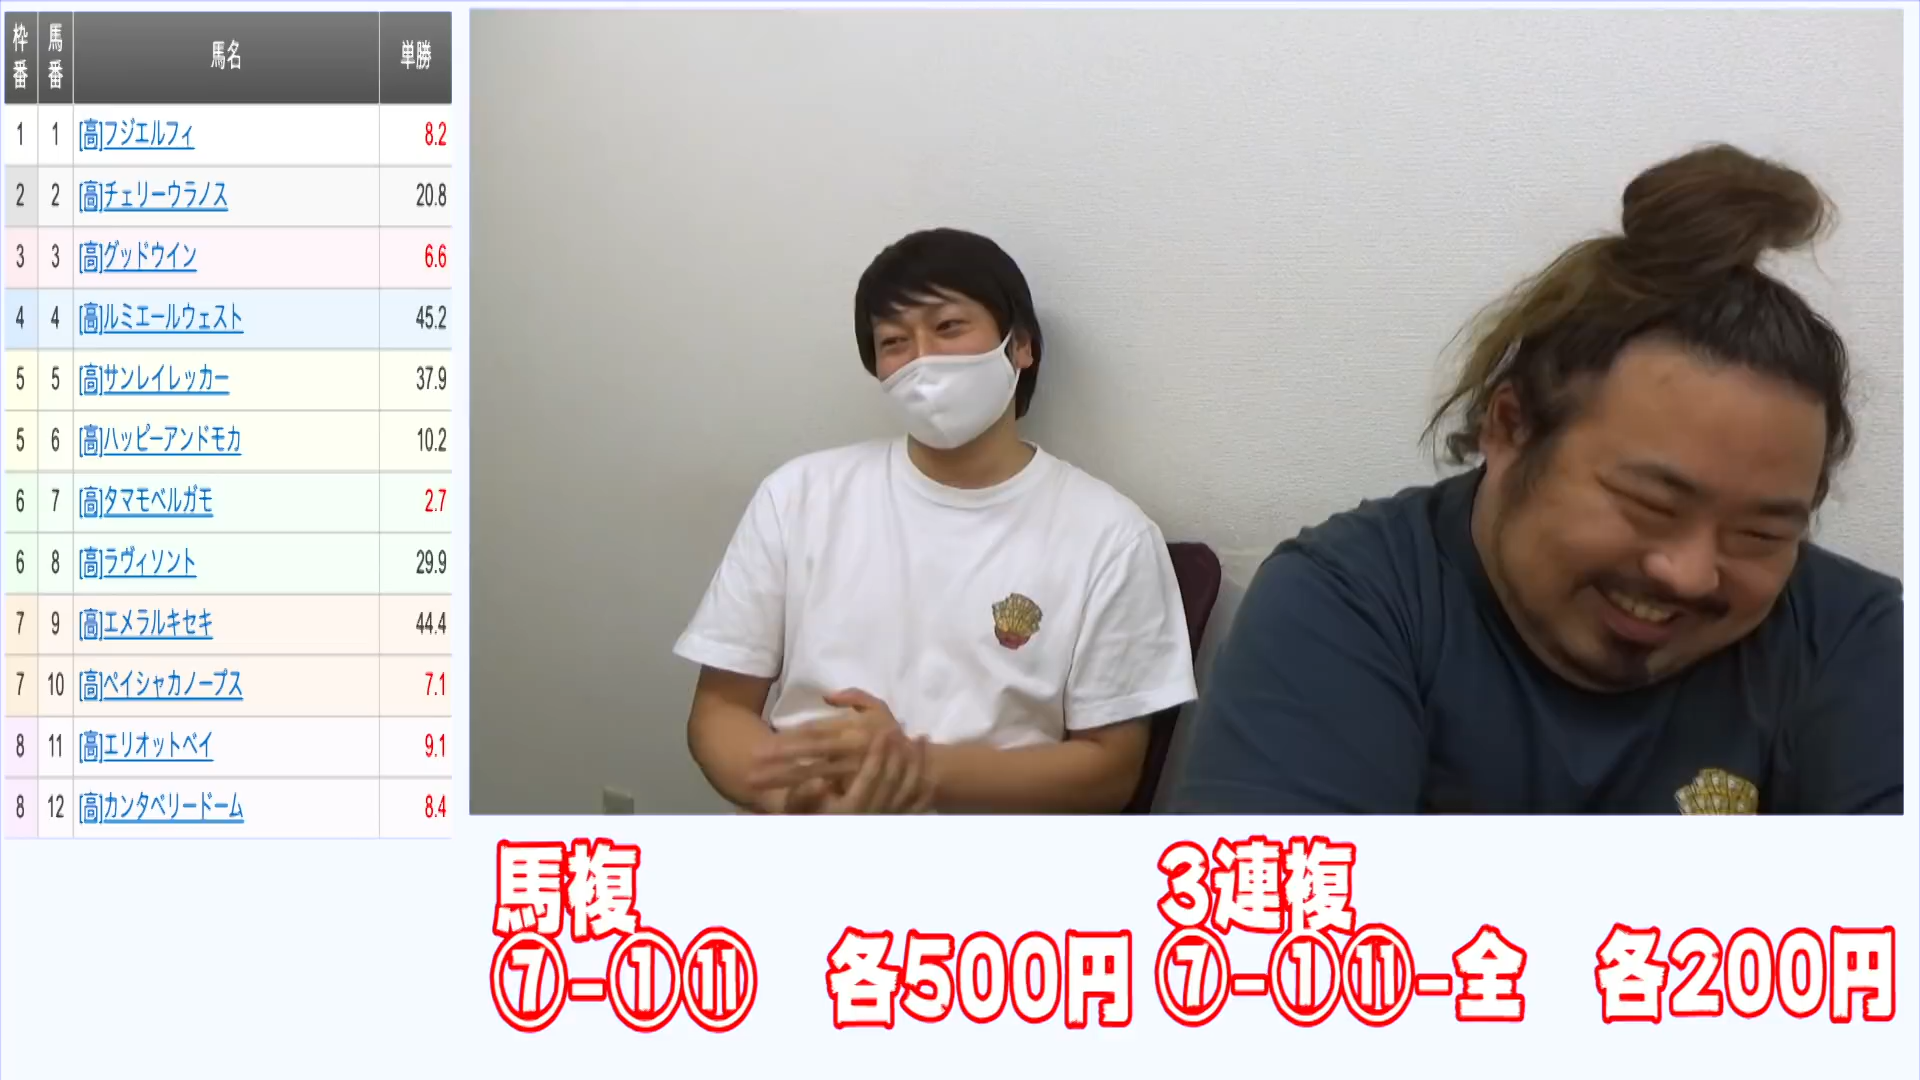 枠番 馬番 馬名 単勝
1 1 [高]フジエルフィ 8.2
2 2 [高]チェリーウラノス 20.8
3 3 [高]グッドウイン 6.6
4 4 [高]ルミエールウェスト 45.2
5 5 [高]サンレイレッカー 37.9
5 6 [高]ハッピーアンドモカ 10.2
6 7 [高]タマモベルガモ 2.7
6 8 [高]ラヴィソント 29.9
7 9 [高]エメラルキセキ 44.4
7 10 [高]ペイシャカノープス 7.1
8 11 [高]エリオットベイ 9.1
8 12 [高]カンタベリードーム 8.4
馬複
⑦-①⑪ 各500円
3連複
⑦-①⑪-全 各200円